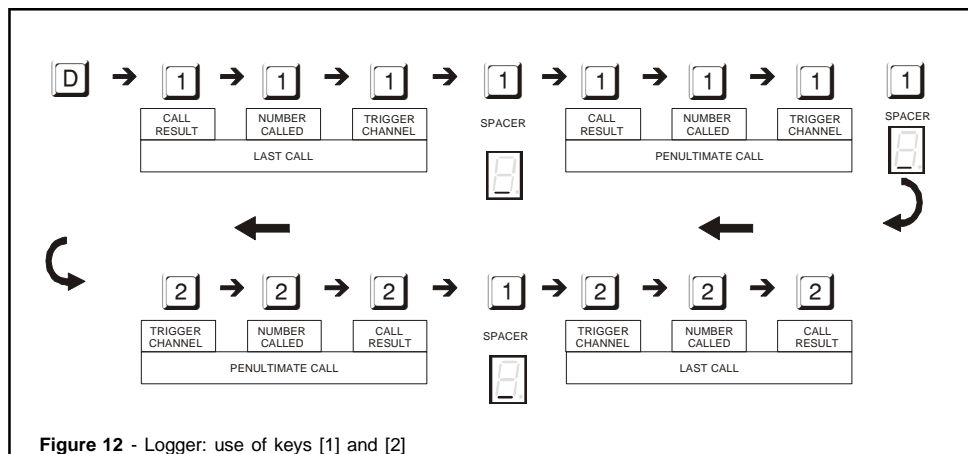 D 1 1 1 1 1 1 1 1
CALL RESULT NUMBER CALLED TRIGGER CHANNEL SPACER CALL RESULT NUMBER CALLED TRIGGER CHANNEL SPACER
LAST CALL PENULTIMATE CALL
2 2 2 1 2 2 2
TRIGGER CHANNEL NUMBER CALLED CALL RESULT SPACER TRIGGER CHANNEL NUMBER CALLED CALL RESULT
PENULTIMATE CALL LAST CALL
Figure 12 - Logger: use of keys [1] and [2]